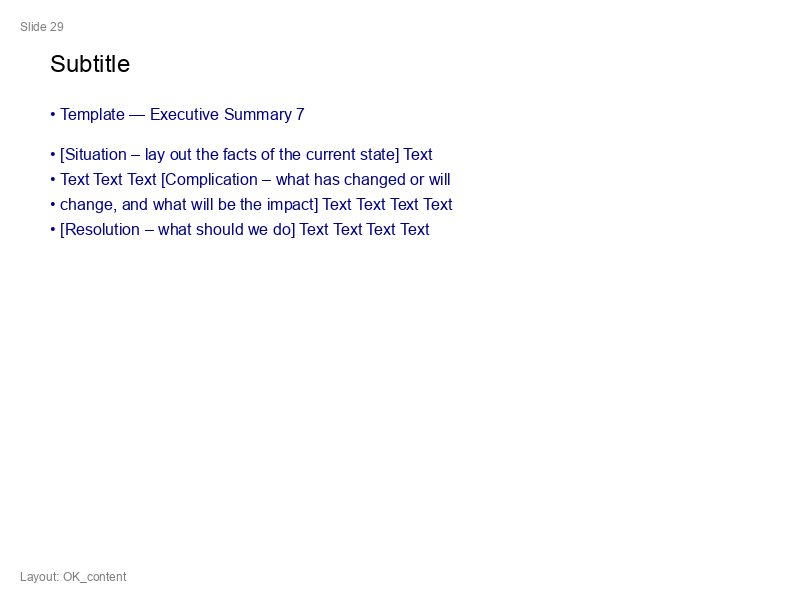 Slide 29
Subtitle
• Template — Executive Summary 7
• [Situation – lay out the facts of the current state] Text
• Text Text Text [Complication – what has changed or will
• change, and what will be the impact] Text Text Text Text
• [Resolution – what should we do] Text Text Text Text
Layout: OK_content